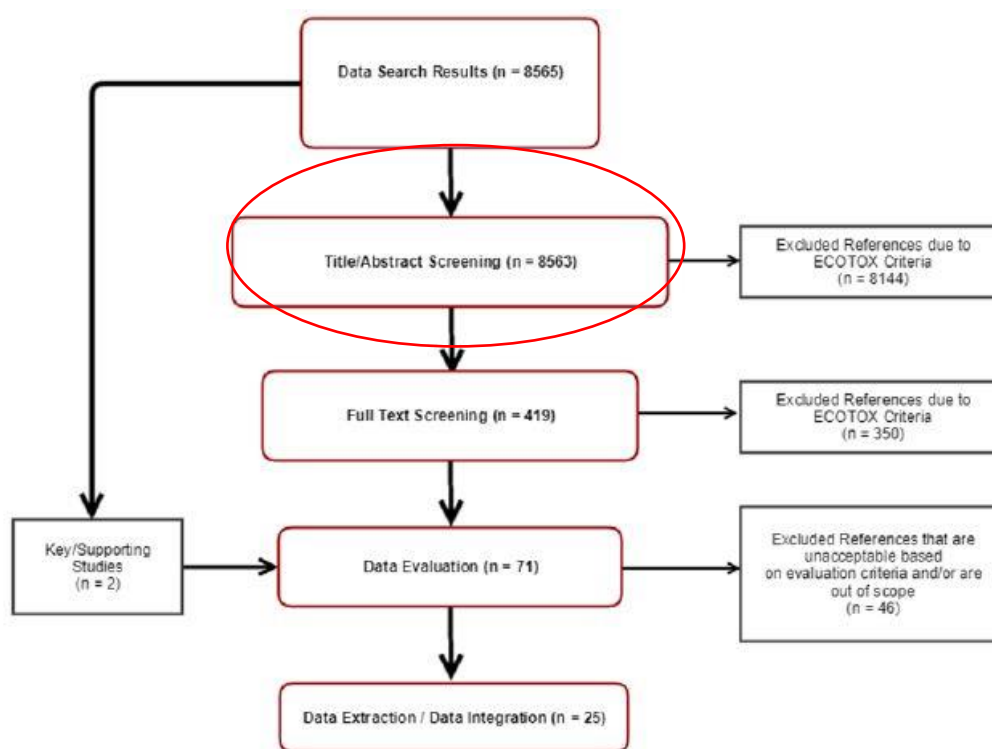 Data Search Results (n = 8565)
Title/Abstract Screening (n = 8563)
Excluded References due to
ECOTOX Criteria
(n = 8144)
Full Text Screening (n = 419)
Excluded References due to
ECOTOX Criteria
(n = 350)
Key/Supporting
Studies
(n = 2)
Data Evaluation (n = 71)
Excluded References that are
unacceptable based
on evaluation criteria and/or are
out of scope
(n = 46)
Data Extraction / Data Integration (n = 25)